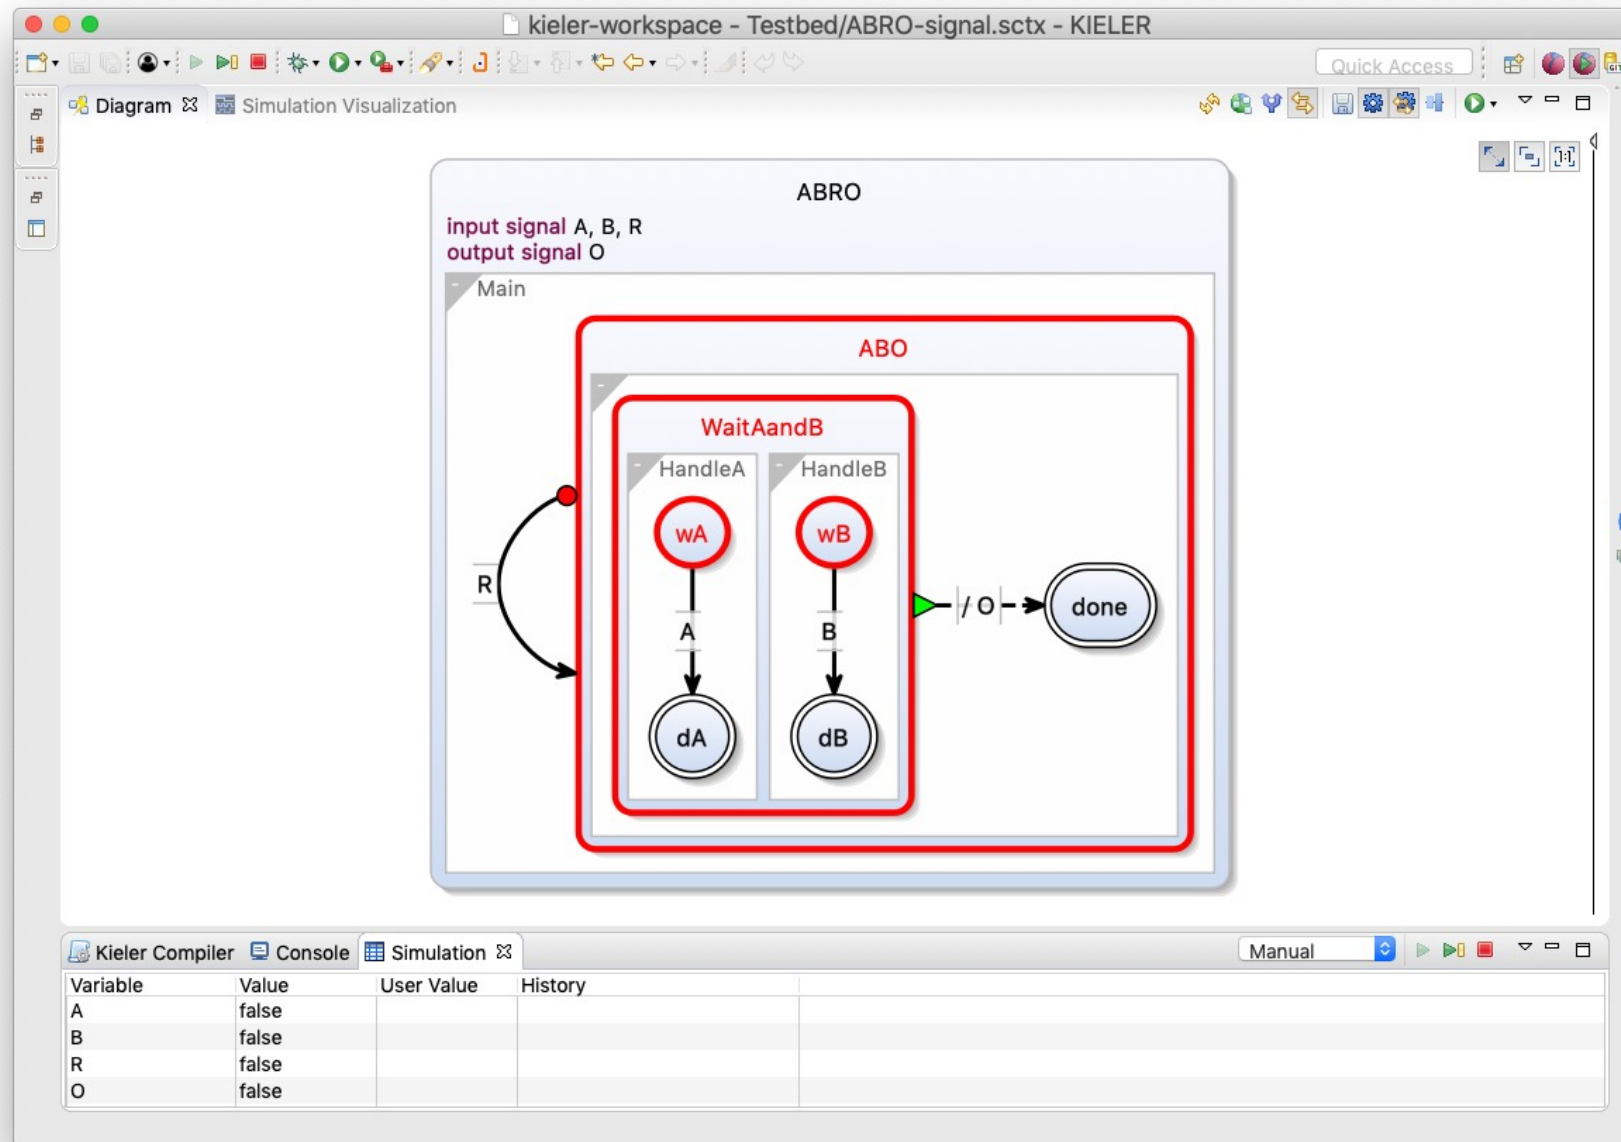 kieler-workspace - Testbed/ABRO-signal.sctx - KIELER
Quick Access
Diagram
Simulation Visualization
ABRO
input signal A, B, R
output signal O
Main
ABO
WaitAandB
HandleA
HandleB
wA
wB
R
A
B
/ O
done
dA
dB
Kieler Compiler
Console
Simulation
Manual
Variable Value User Value History
A false
B false
R false
O false